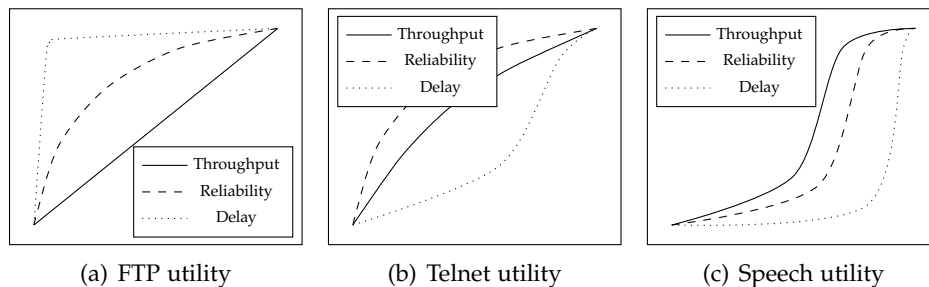 Throughput
Reliability
Delay
(a) FTP utility
Throughput
Reliability
Delay
(b) Telnet utility
Throughput
Reliability
Delay
(c) Speech utility